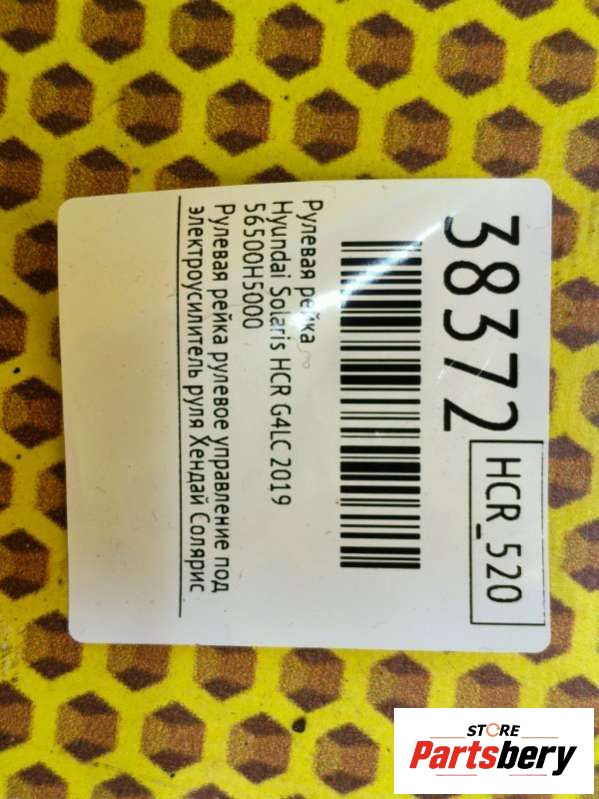 38372
HCR_520
Рулевая рейка
Hyundai Solaris HCR G4LC 2019
56500H5000
Рулевая рейка рулевое управление под
электроусилитель руля Хендай Солярис
STORE
Partsbery